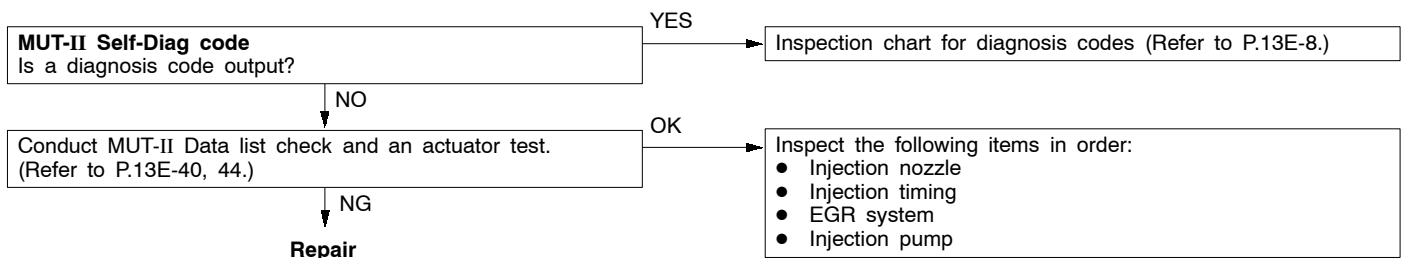 MUT-II Self-Diag code
Is a diagnosis code output?
YES
Inspection chart for diagnosis codes (Refer to P.13E-8.)
NO
Conduct MUT-II Data list check and an actuator test.
(Refer to P.13E-40, 44.)
OK
Inspect the following items in order:
● Injection nozzle
● Injection timing
● EGR system
● Injection pump
NG
Repair